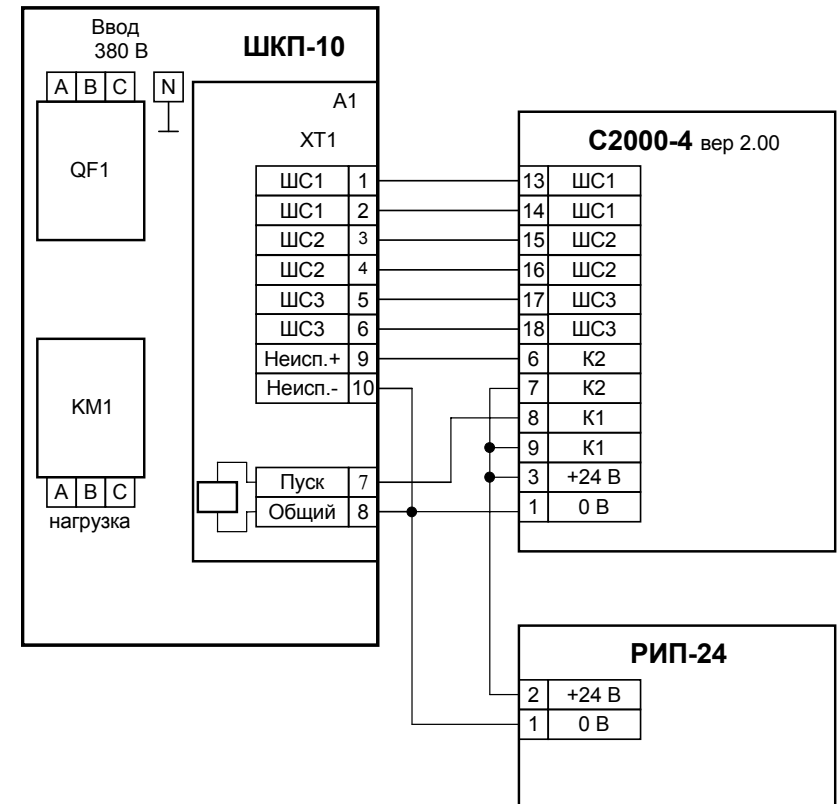 Ввод
380 В
ШКП-10
A B C N
A1
XT1
QF1
ШС1 1
ШС1 2
ШС2 3
ШС2 4
ШС3 5
ШС3 6
Неисп.+ 9
Неисп.- 10
KM1
A B C
нагрузка
Пуск 7
Общий 8
С2000-4 вер 2.00
13 ШС1
14 ШС1
15 ШС2
16 ШС2
17 ШС3
18 ШС3
6 К2
7 К2
8 К1
9 К1
3 +24 В
1 0 В
РИП-24
2 +24 В
1 0 В